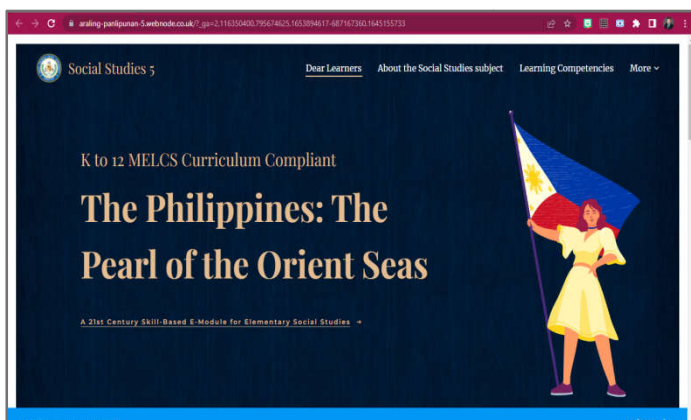 araling-panlipunan-5.webnode.co.uk/?_ga=2.116350408.795674625.1653894617-687167360.1645155733
Social Studies 5
Dear Learners About the Social Studies subject Learning Competencies More
K to 12 MELCS Curriculum Compliant
The Philippines: The
Pearl of the Orient Seas
A 21st Century Skill-Based E-Module for Elementary Social Studies